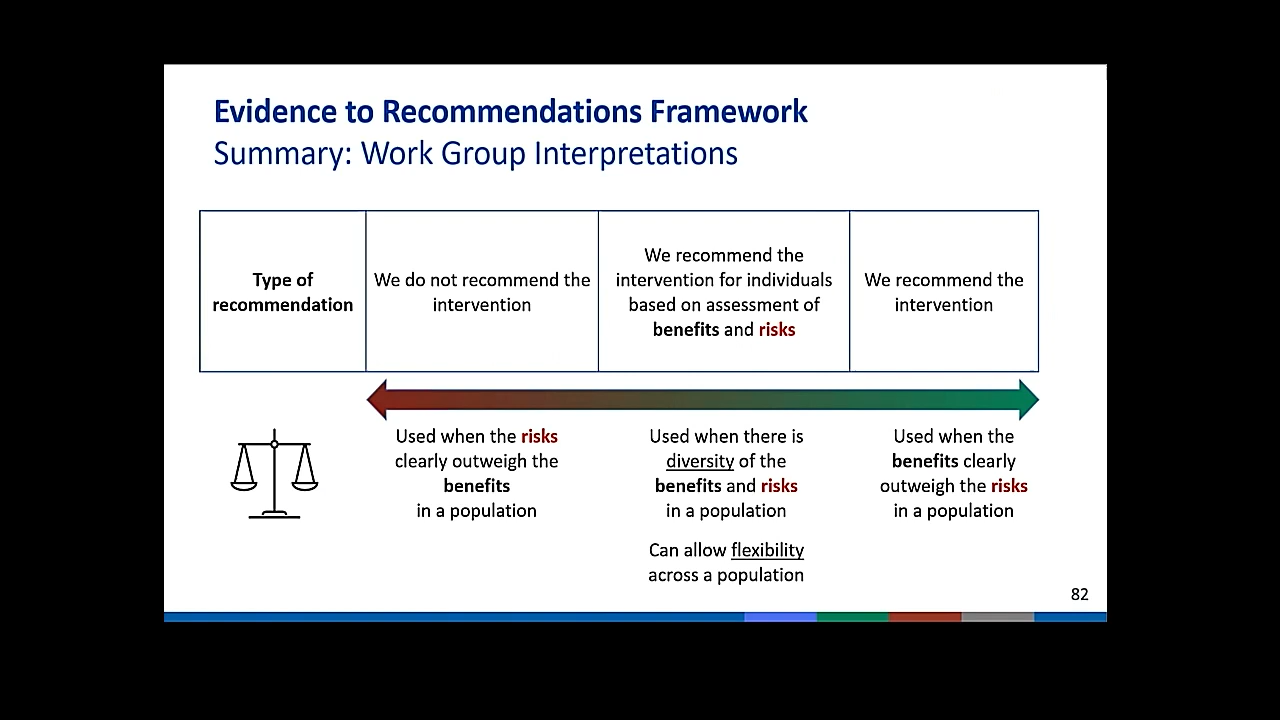 Evidence to Recommendations Framework
Summary: Work Group Interpretations
Type of
recommendation
We do not recommend the
intervention
We recommend the
intervention for individuals
based on assessment of
benefits and risks
We recommend the
intervention
Used when the risks
clearly outweigh the
benefits
in a population
Used when there is
diversity of the
benefits and risks
in a population
Can allow flexibility
across a population
Used when the
benefits clearly
outweigh the risks
in a population
82